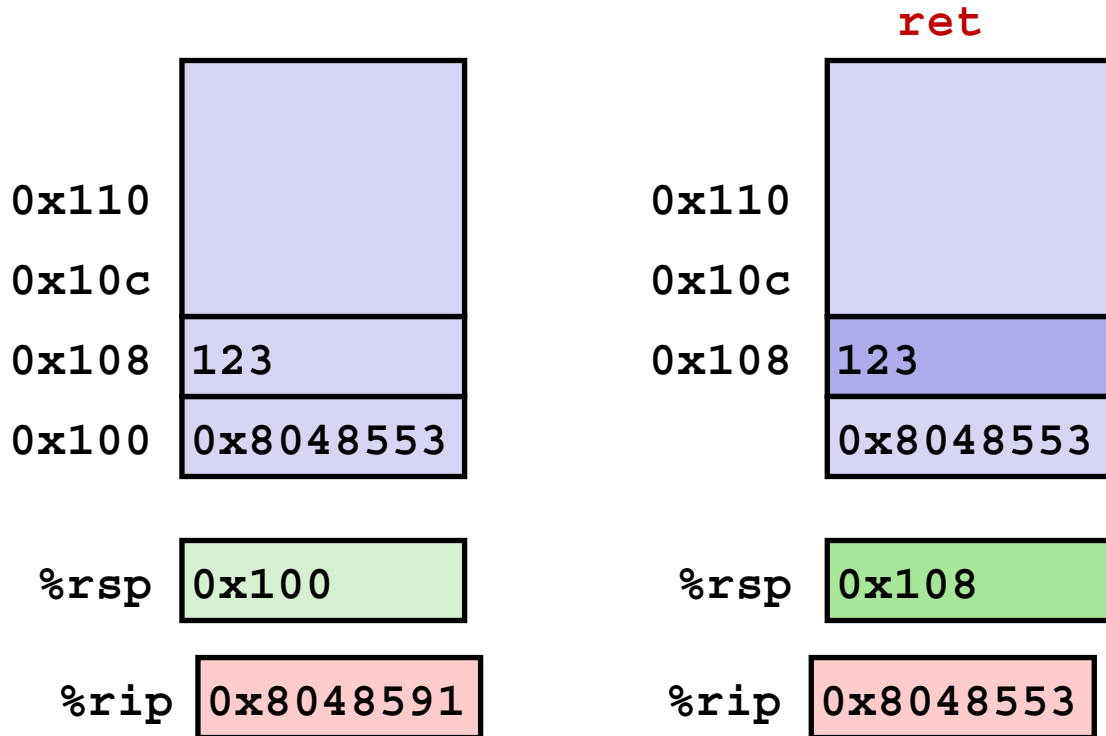 ret
0x110 0x110
0x10c 0x10c
0x108 123 0x108 123
0x100 0x8048553 0x8048553
%rsp 0x100 %rsp 0x108
%rip 0x8048591 %rip 0x8048553